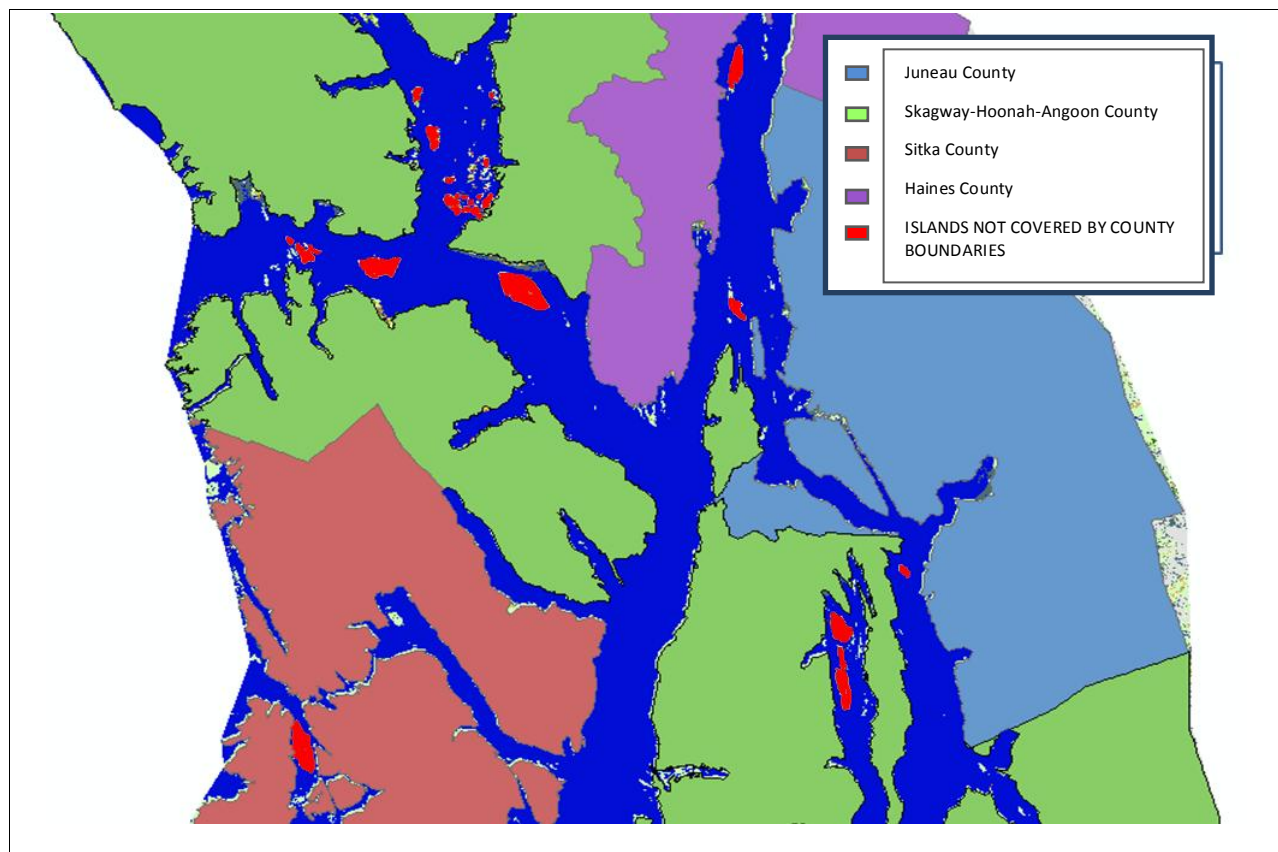 Juneau County
Skagway-Hoonah-Angoon County
Sitka County
Haines County
ISLANDS NOT COVERED BY COUNTY
BOUNDARIES